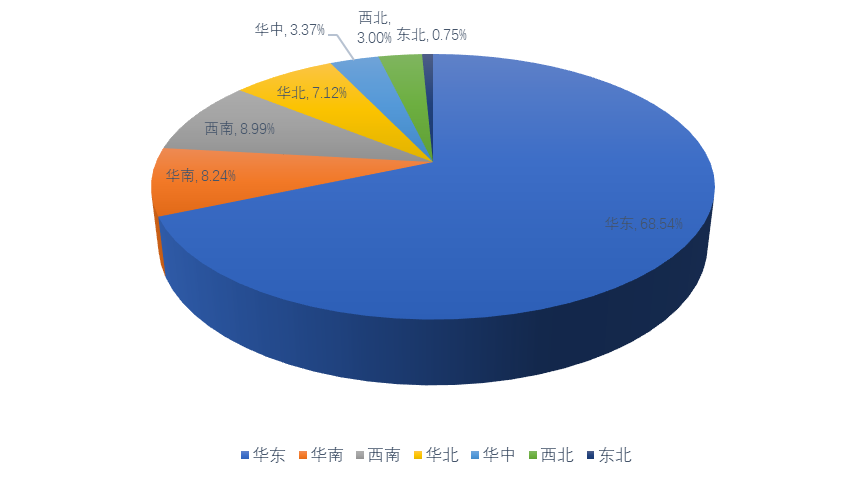 华中, 3.37%
西北,
3.00%
东北, 0.75%
华北, 7.12%
西南, 8.99%
华南, 8.24%
华东, 68.54%
华东 华南 西南 华北 华中 西北 东北